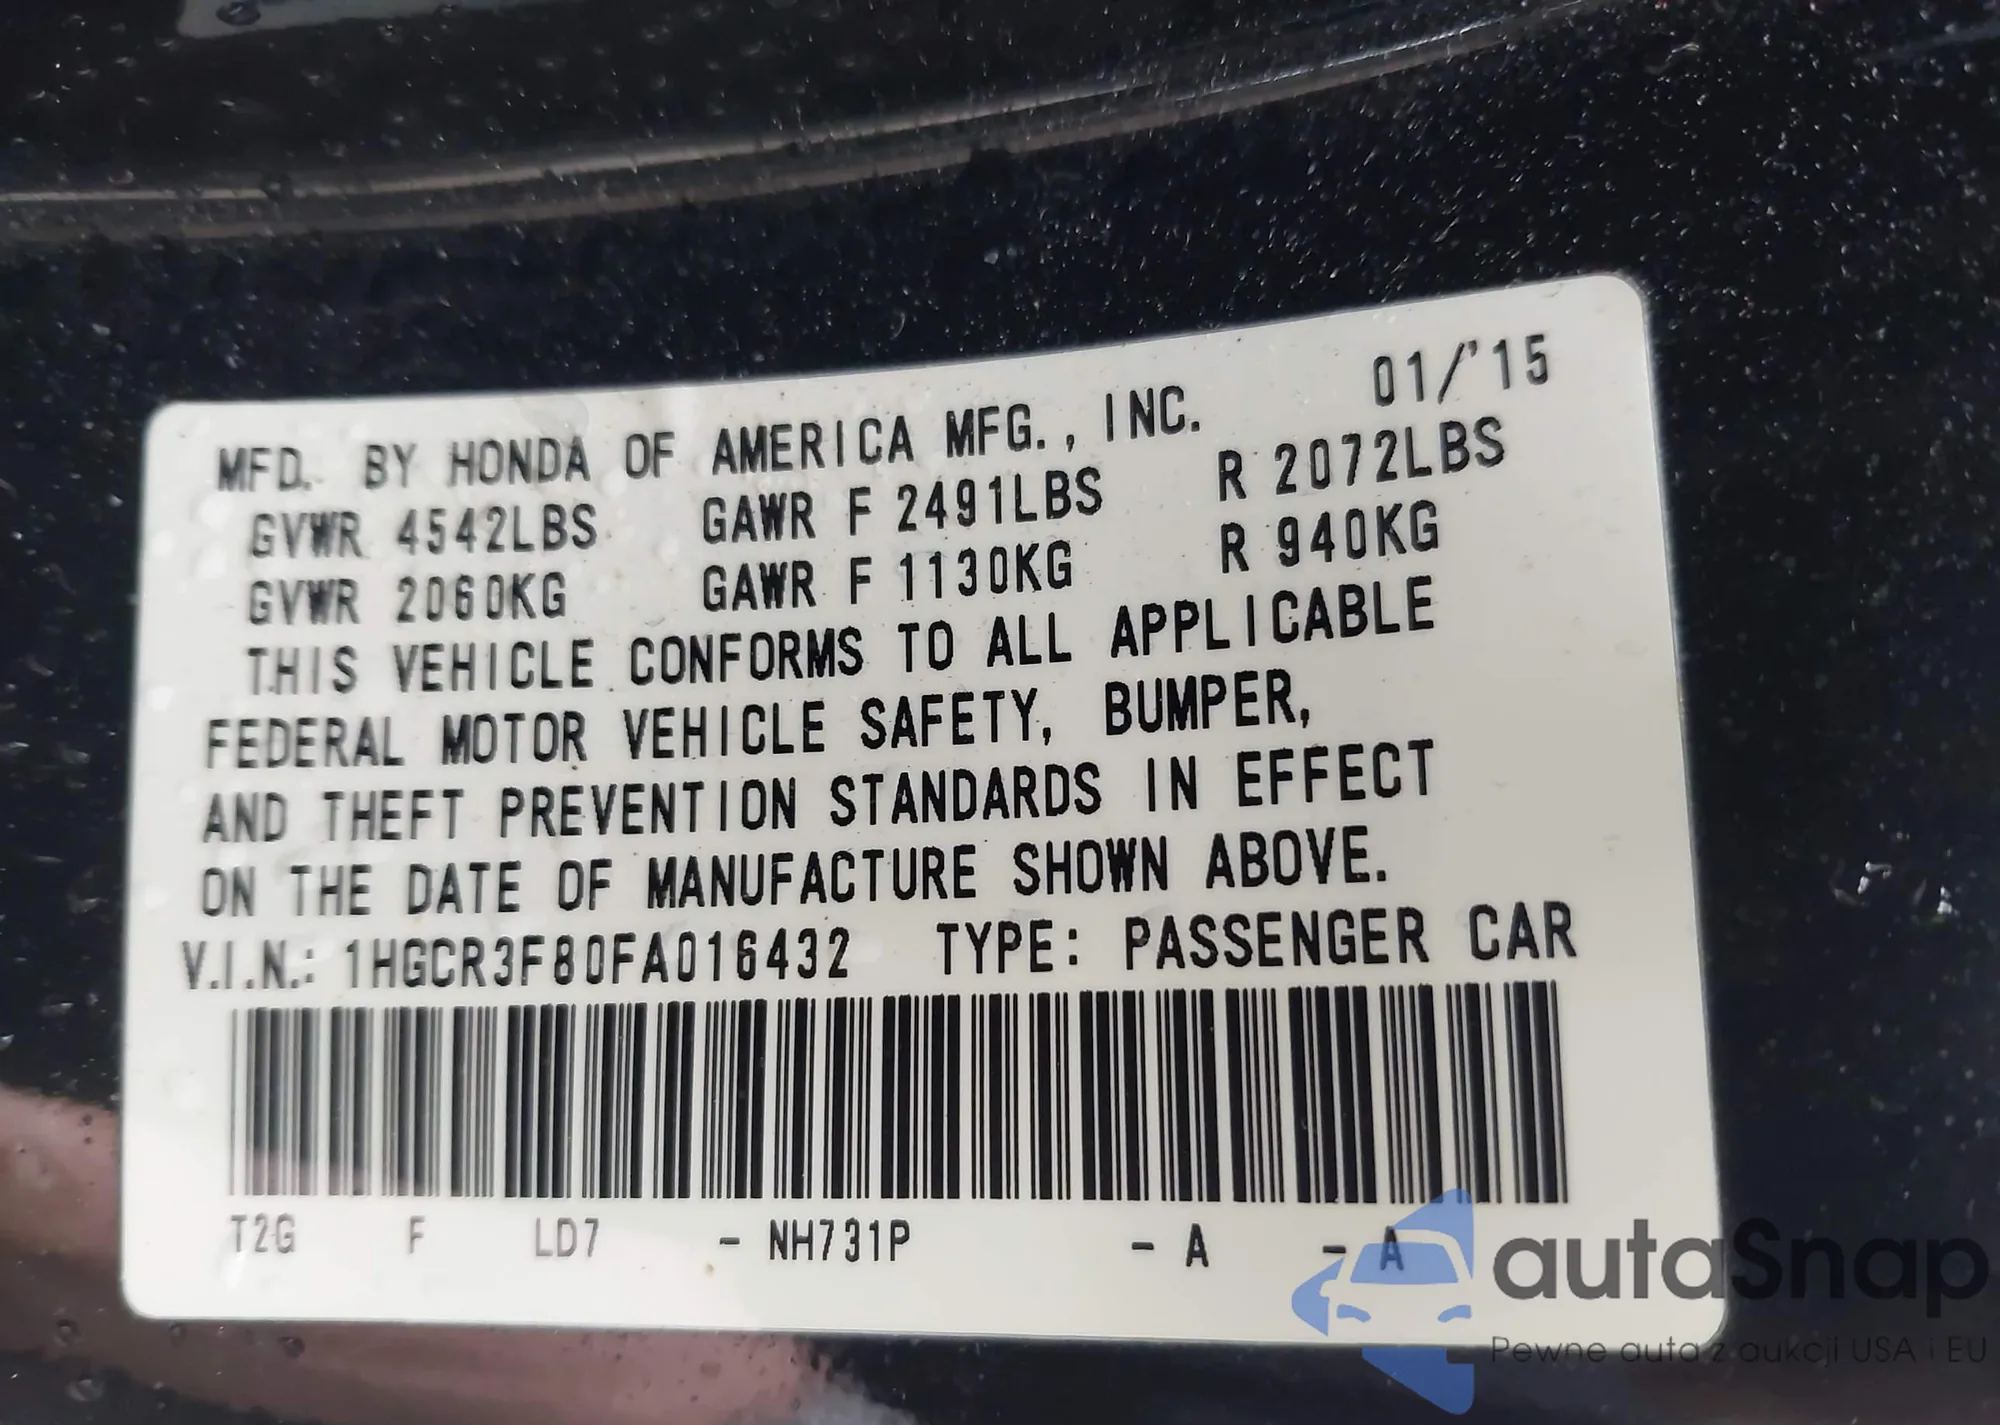 01/'15
MFD. BY HONDA OF AMERICA MFG., INC.
GVWR 4542LBS GAWR F 2491LBS R 2072LBS
GVWR 2060KG GAWR F 1130KG R 940KG
THIS VEHICLE CONFORMS TO ALL APPLICABLE
FEDERAL MOTOR VEHICLE SAFETY, BUMPER,
AND THEFT PREVENTION STANDARDS IN EFFECT
ON THE DATE OF MANUFACTURE SHOWN ABOVE.
V.I.N.: 1HGCR3F80FA016432 TYPE: PASSENGER CAR
T2G F LD7 - NH731P - A - A
autaSnap
Pewne auta z aukcji USA i EU